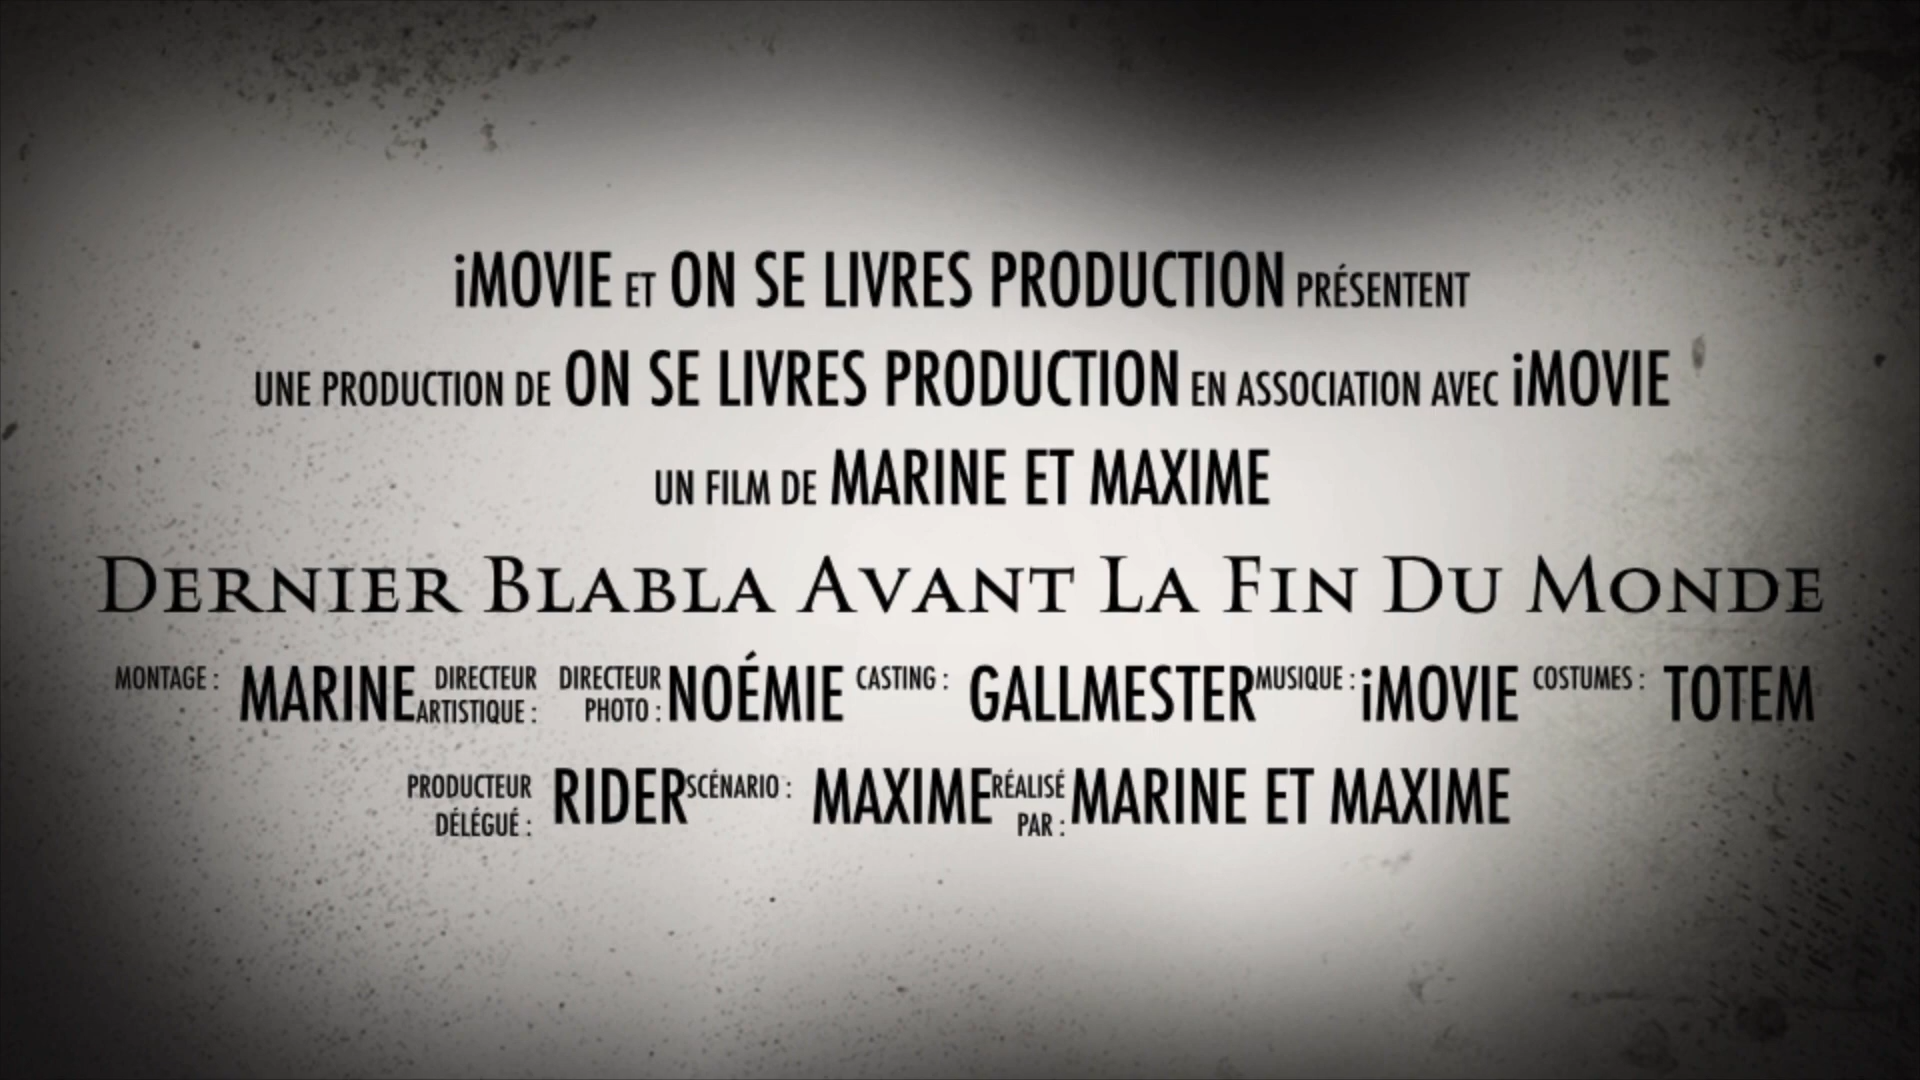 iMOVIE ET ON SE LIVRES PRODUCTION PRÉSENTENT
UNE PRODUCTION DE ON SE LIVRES PRODUCTION EN ASSOCIATION AVEC iMOVIE
UN FILM DE MARINE ET MAXIME
DERNIER BLABLA AVANT LA FIN DU MONDE
MONTAGE : MARINE DIRECTEUR ARTISTIQUE : DIRECTEUR PHOTO : NOÉMIE CASTING : GALLMESTER MUSIQUE : iMOVIE COSTUMES : TOTEM
PRODUCTEUR DÉLÉGUÉ : RIDER SCÉNARIO : MAXIME RÉALISÉ PAR : MARINE ET MAXIME